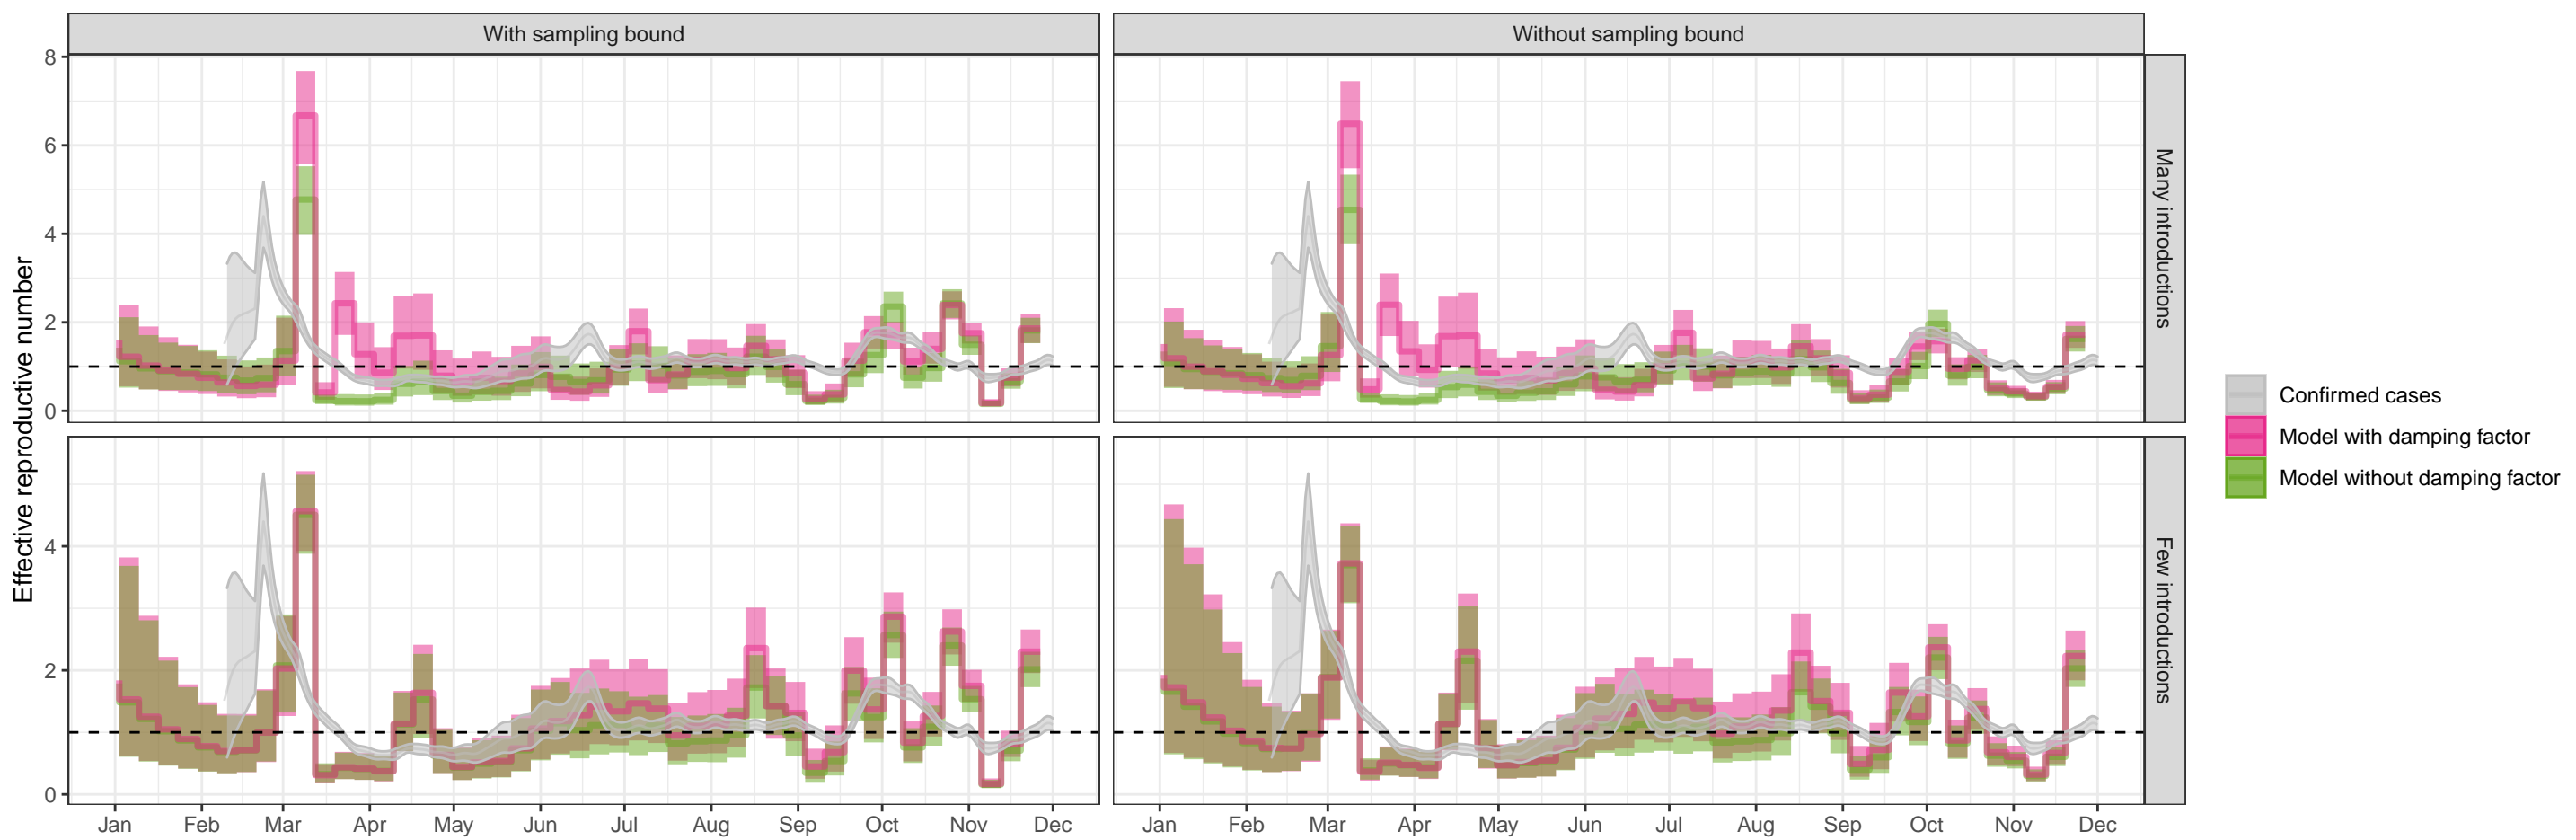 With sampling bound
Without sampling bound
8
6
4
2
0
Many introductions
4
2
0
Few introductions
Effective reproductive number
Jan Feb Mar Apr May Jun Jul Aug Sep Oct Nov Dec
Jan Feb Mar Apr May Jun Jul Aug Sep Oct Nov Dec
Confirmed cases
Model with damping factor
Model without damping factor